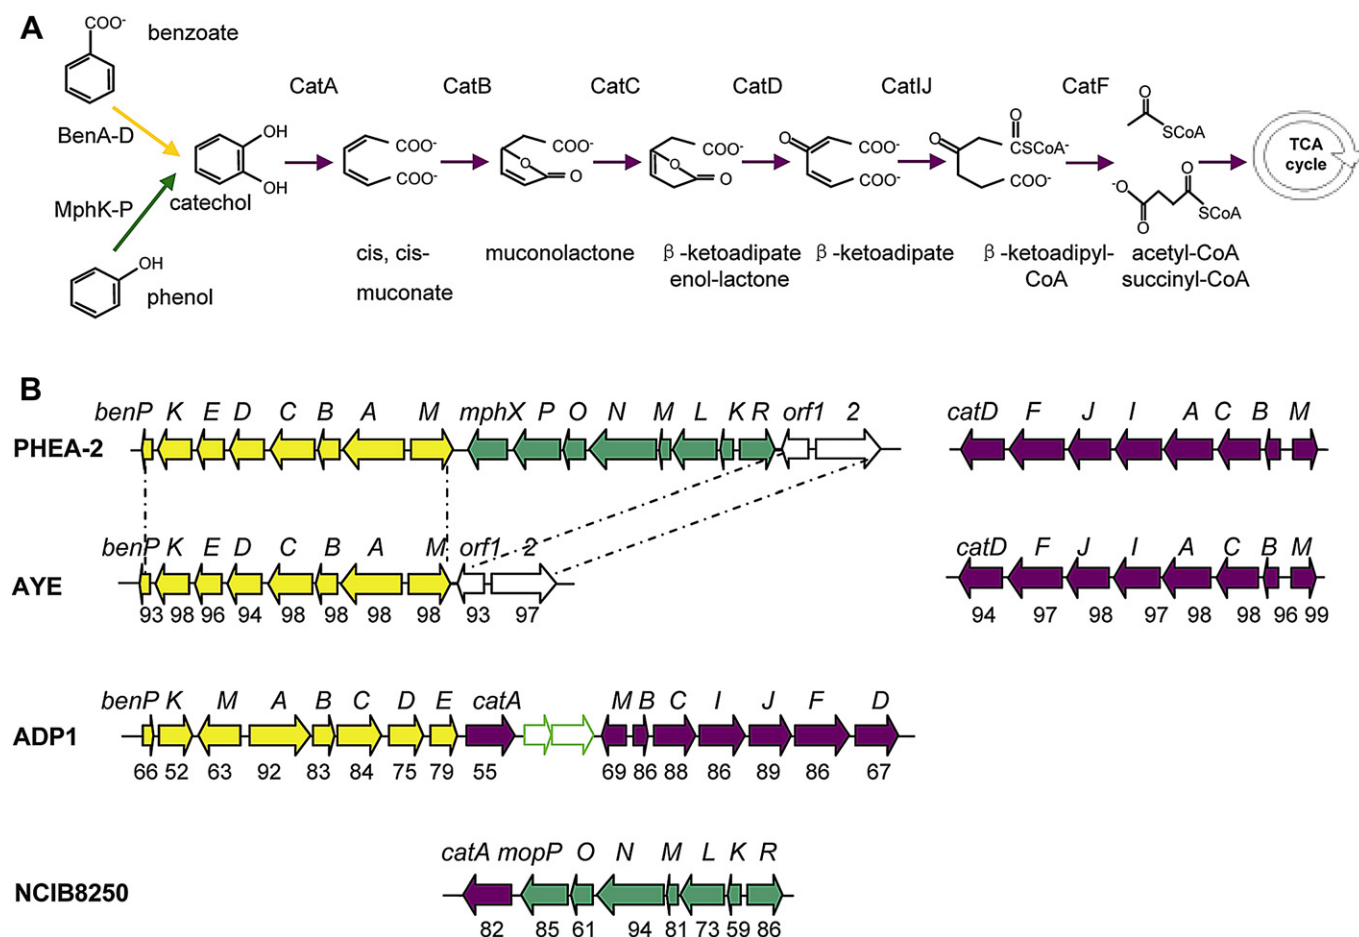 A
COO⁻ benzoate
CatA CatB CatC CatD CatIJ CatF
BenA-D
OH
OH
catechol
COO⁻
COO⁻
COO⁻
O
O
COO⁻
O
O
O
COO⁻
COO⁻
O
O
CSCoA⁻
COO⁻
O
SCoA
⁻O
O
O
SCoA
TCA
cycle
MphK-P
OH
phenol
cis, cis-
muconate
muconolactone
β-ketoadipate
enol-lactone
β-ketoadipate
β-ketoadipyl-
CoA
acetyl-CoA
succinyl-CoA
B
benP K E D C B A M mphX P O N M L K R orf1 2 catD F J I A C B M
PHEA-2
benP K E D C B A M orf1 2 catD F J I A C B M
AYE
93 98 96 94 98 98 98 98 93 97 94 97 98 97 98 98 96 99
benP K M A B C D E catA M B C I J F D
ADP1
66 52 63 92 83 84 75 79 55 69 86 88 86 89 86 67
catA mopP O N M L K R
NCIB8250
82 85 61 94 81 73 59 86